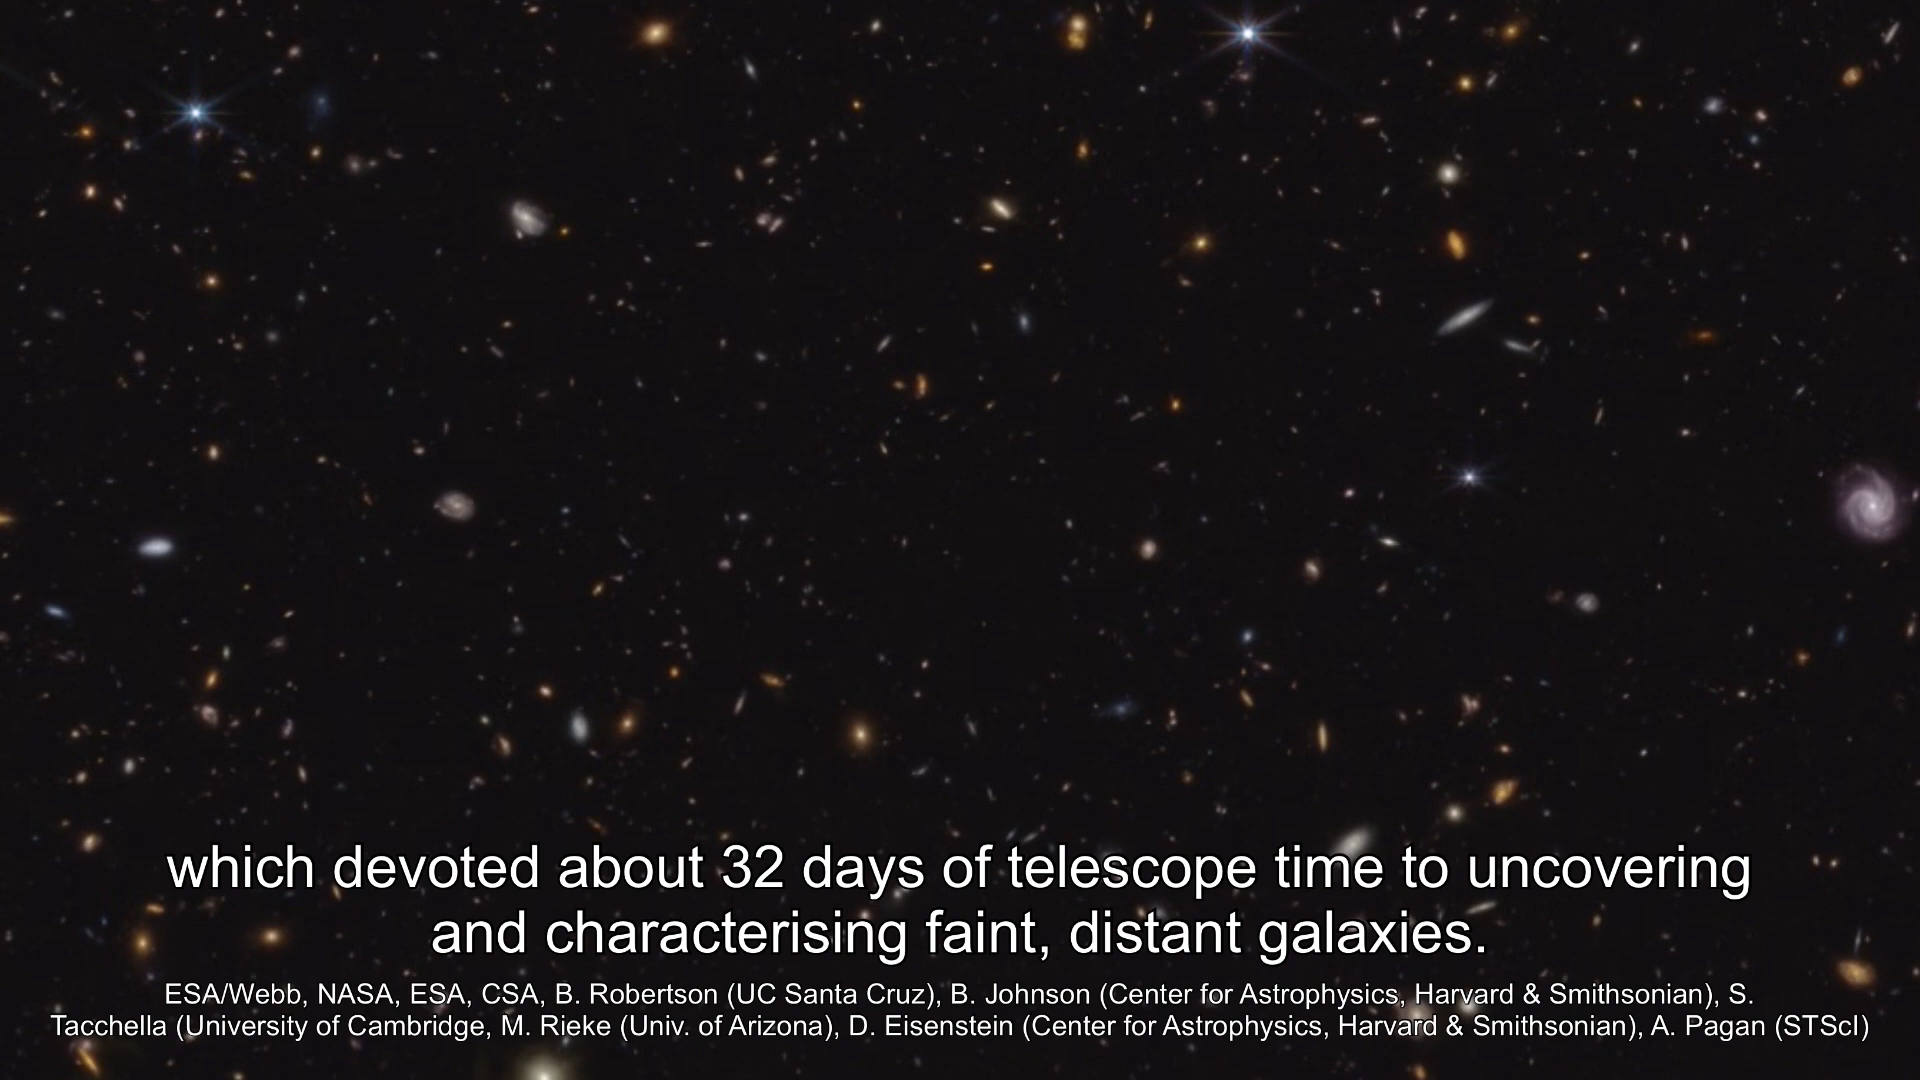 which devoted about 32 days of telescope time to uncovering
and characterising faint, distant galaxies.
ESA/Webb, NASA, ESA, CSA, B. Robertson (UC Santa Cruz), B. Johnson (Center for Astrophysics, Harvard & Smithsonian), S.
Tacchella (University of Cambridge, M. Rieke (Univ. of Arizona), D. Eisenstein (Center for Astrophysics, Harvard & Smithsonian), A. Pagan (STScI)